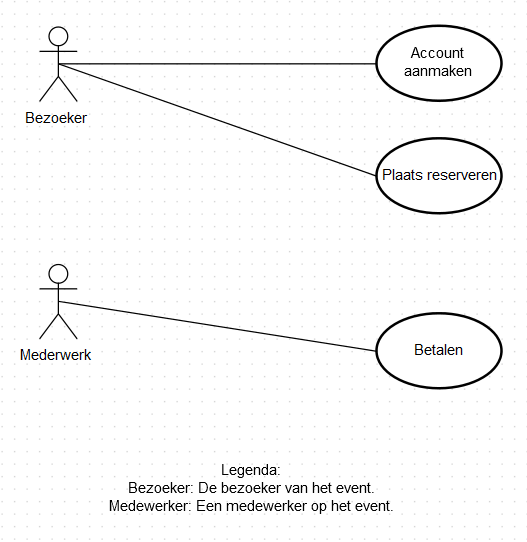 Account
aanmaken
Bezoeker
Plaats reserveren
Mederwerk
Betalen
Legenda:
Bezoeker: De bezoeker van het event.
Medewerker: Een medewerker op het event.